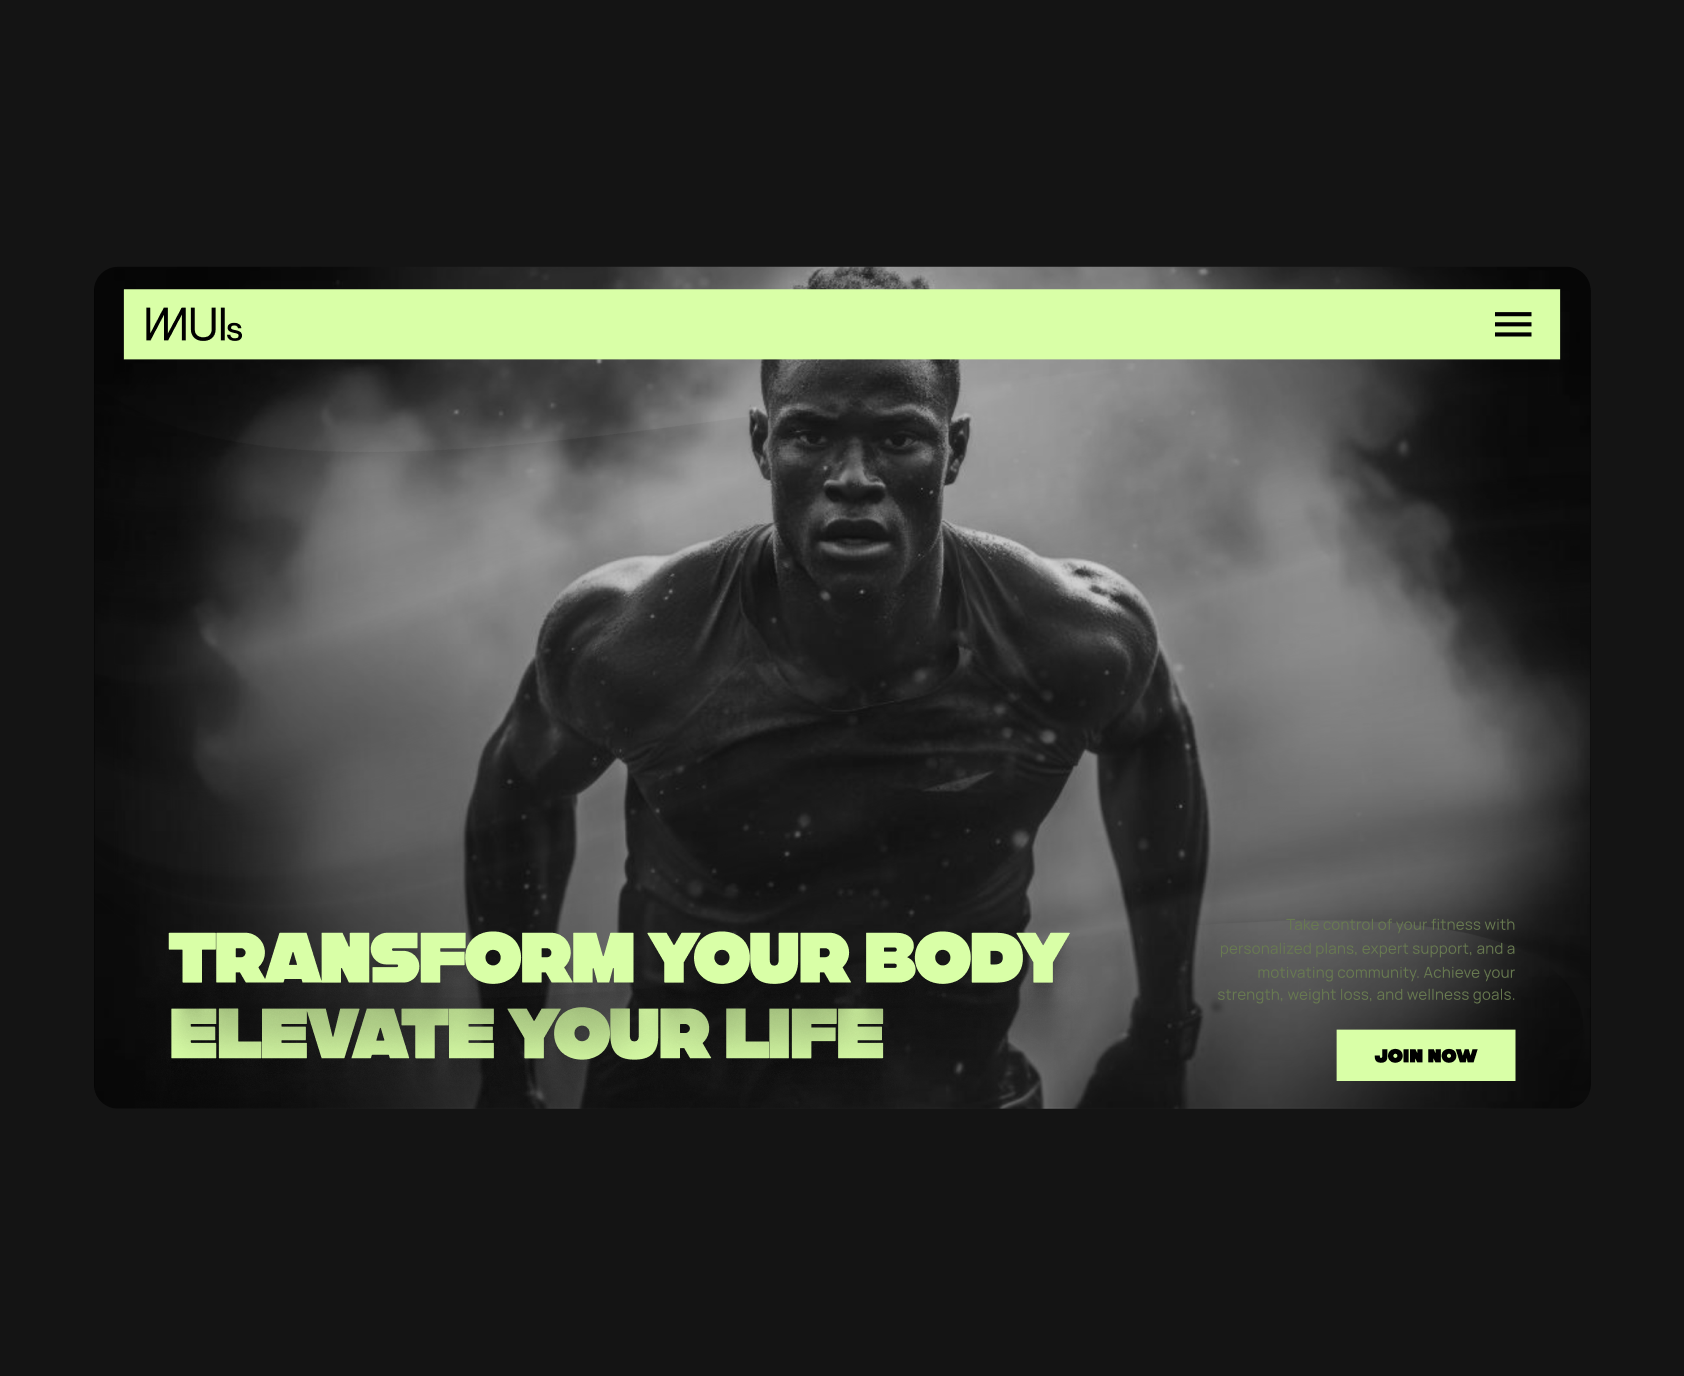 MUIs
TRANSFORM YOUR BODY
ELEVATE YOUR LIFE
Take control of your fitness with
personalized plans, expert support, and a
motivating community. Achieve your
strength, weight loss, and wellness goals.
JOIN NOW